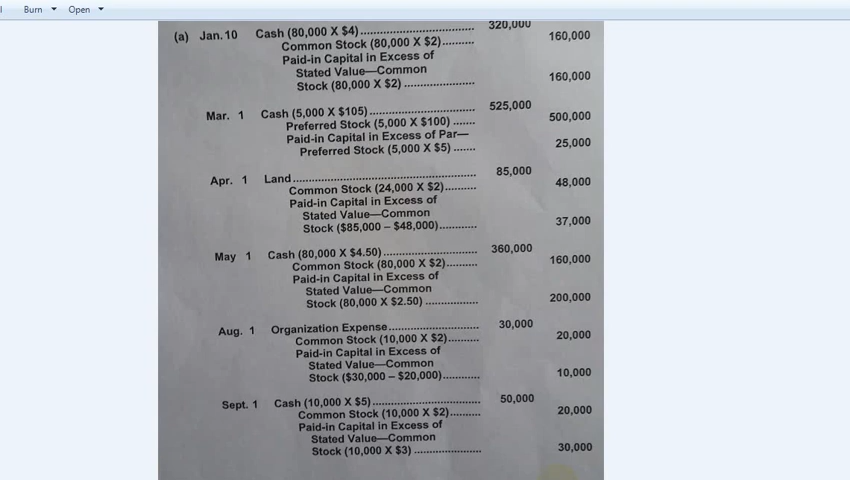 Burn Open
(a) Jan. 10 Cash (80,000 X $4) .................................... 320,000
Common Stock (80,000 X $2) .......... 160,000
Paid-in Capital in Excess of
Stated Value—Common
Stock (80,000 X $2) ...................... 160,000
Mar. 1 Cash (5,000 X $105) ................................. 525,000
Preferred Stock (5,000 X $100) ....... 500,000
Paid-in Capital in Excess of Par—
Preferred Stock (5,000 X $5) ....... 25,000
Apr. 1 Land .......................................................... 85,000
Common Stock (24,000 X $2) .......... 48,000
Paid-in Capital in Excess of
Stated Value—Common
Stock ($85,000 – $48,000) ............ 37,000
May 1 Cash (80,000 X $4.50) .............................. 360,000
Common Stock (80,000 X $2) .......... 160,000
Paid-in Capital in Excess of
Stated Value—Common
Stock (80,000 X $2.50) ................. 200,000
Aug. 1 Organization Expense ............................. 30,000
Common Stock (10,000 X $2) .......... 20,000
Paid-in Capital in Excess of
Stated Value—Common
Stock ($30,000 – $20,000) ............ 10,000
Sept. 1 Cash (10,000 X $5) .................................. 50,000
Common Stock (10,000 X $2) .......... 20,000
Paid-in Capital in Excess of
Stated Value—Common
Stock (10,000 X $3) ...................... 30,000